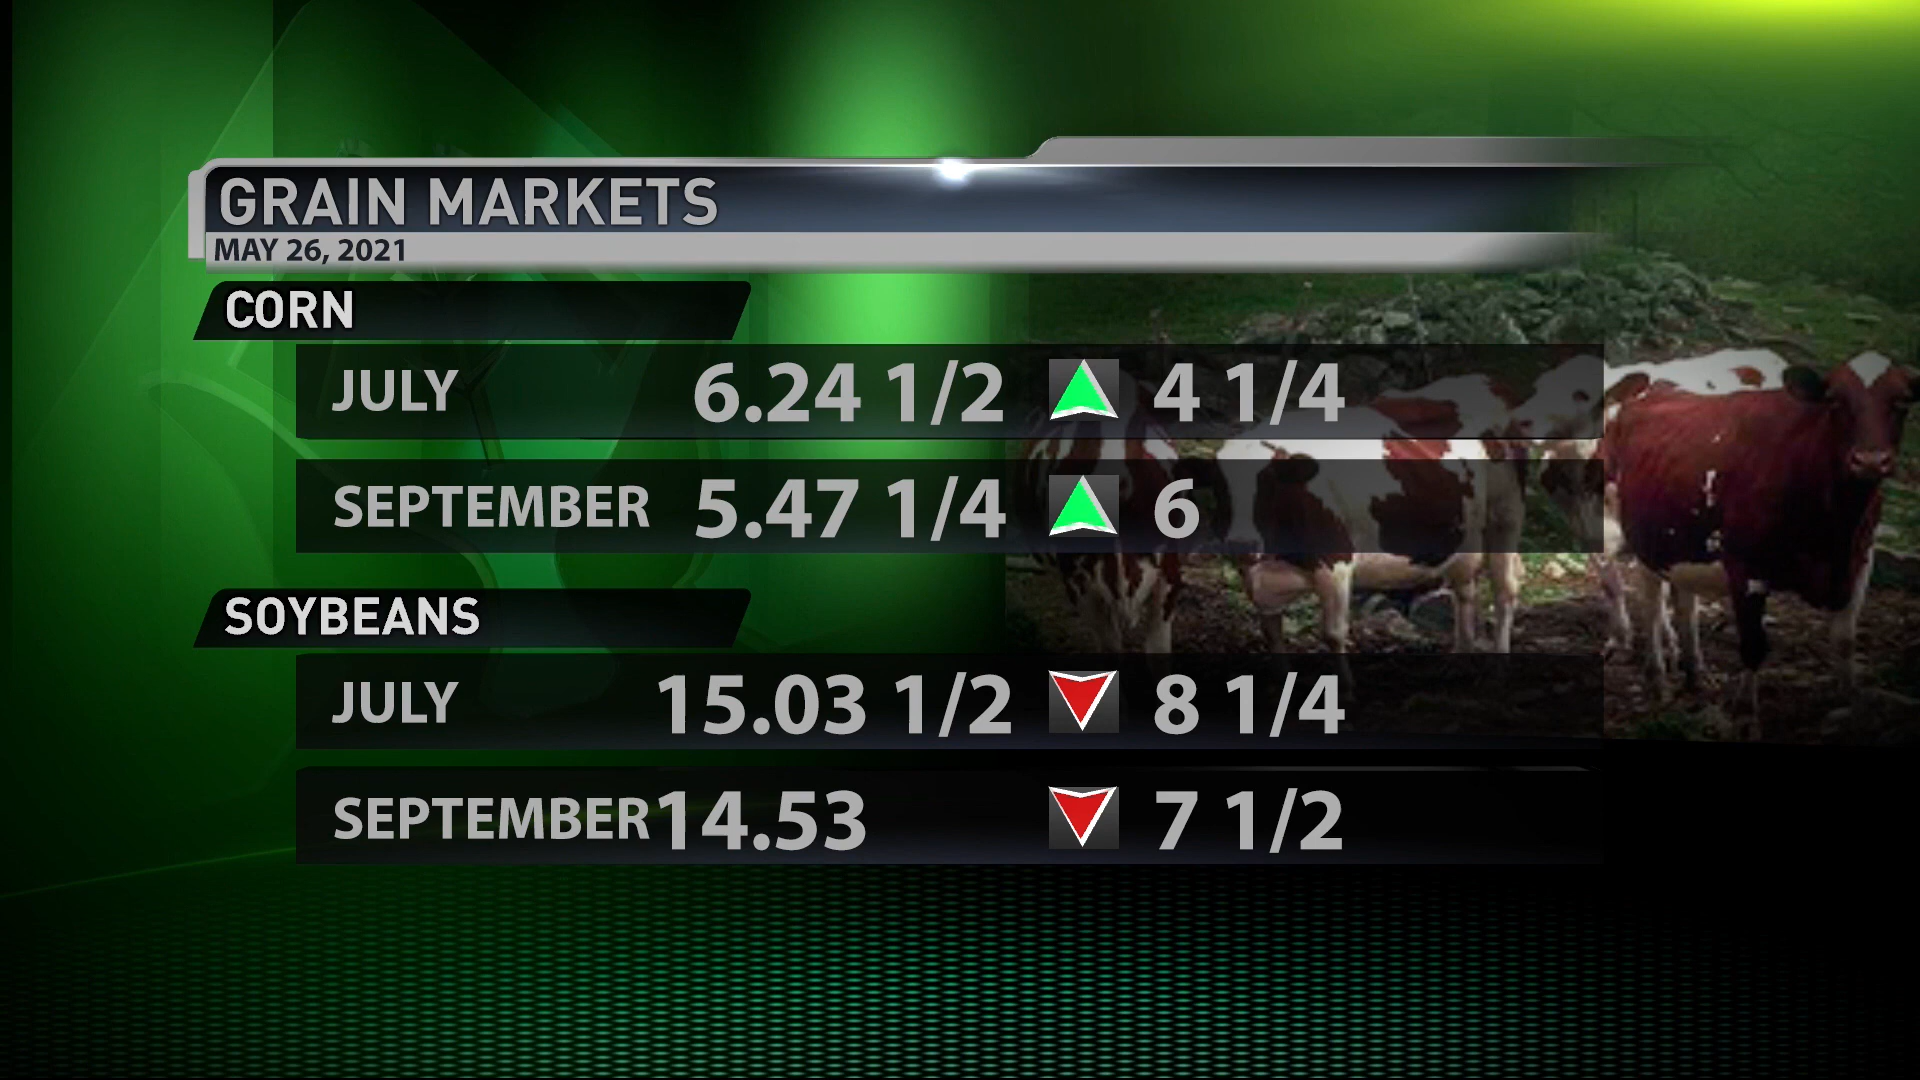 GRAIN MARKETS
MAY 26, 2021
CORN
JULY 6.24 1/2 4 1/4
SEPTEMBER 5.47 1/4 6
SOYBEANS
JULY 15.03 1/2 8 1/4
SEPTEMBER 14.53 7 1/2